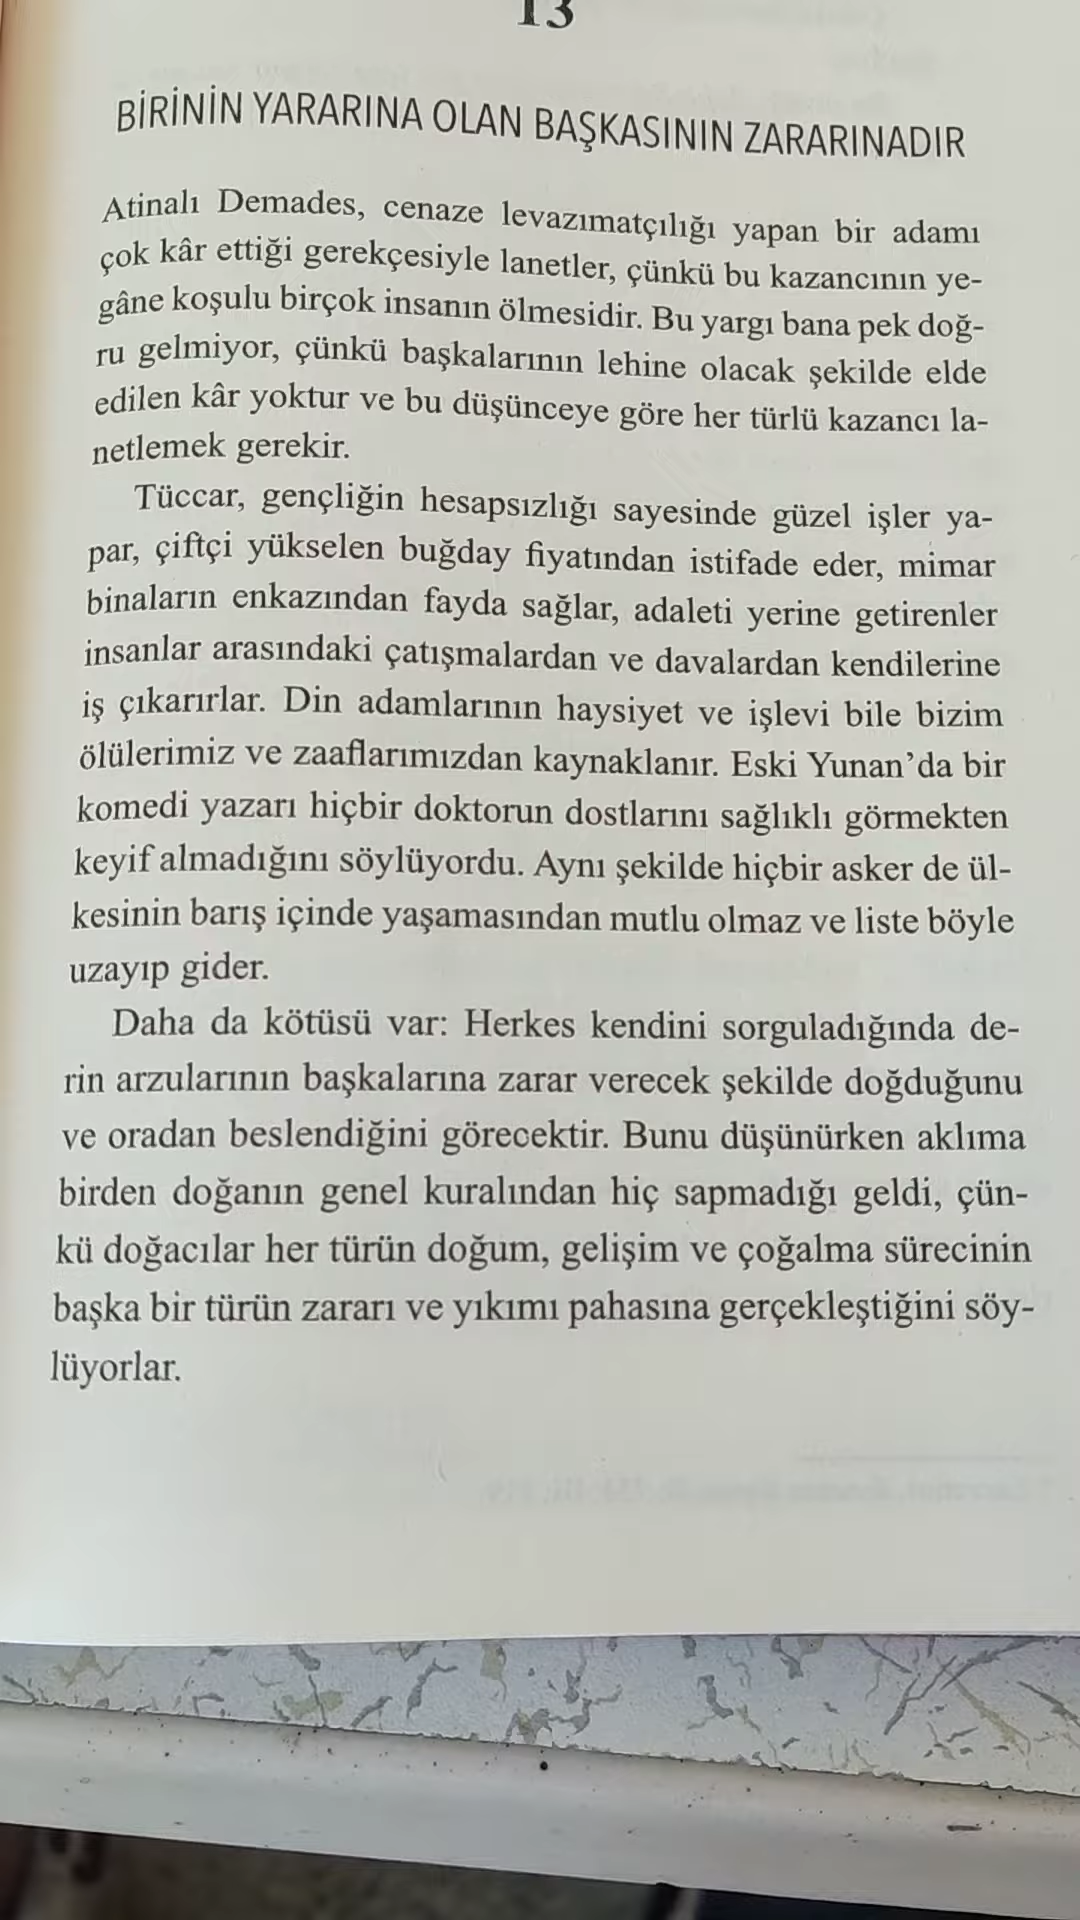 13
BİRİNİN YARARINA OLAN BAŞKASININ ZARARINADIR
Atinalı Demades, cenaze levazımatçılığı yapan bir adamı
çok kâr ettiği gerekçesiyle lanetler, çünkü bu kazancının ye-
gâne koşulu birçok insanın ölmesidir. Bu yargı bana pek doğ-
ru gelmiyor, çünkü başkalarının lehine olacak şekilde elde
edilen kâr yoktur ve bu düşünceye göre her türlü kazancı la-
netlemek gerekir.
Tüccar, gençliğin hesapsızlığı sayesinde güzel işler ya-
par, çiftçi yükselen buğday fiyatından istifade eder, mimar
binaların enkazından fayda sağlar, adaleti yerine getirenler
insanlar arasındaki çatışmalardan ve davalardan kendilerine
iş çıkarırlar. Din adamlarının haysiyet ve işlevi bile bizim
ölülerimiz ve zaaflarımızdan kaynaklanır. Eski Yunan’da bir
komedi yazarı hiçbir doktorun dostlarını sağlıklı görmekten
keyif almadığını söylüyordu. Aynı şekilde hiçbir asker de ül-
kesinin barış içinde yaşamasından mutlu olmaz ve liste böyle
uzayıp gider.
Daha da kötüsü var: Herkes kendini sorguladığında de-
rin arzularının başkalarına zarar verecek şekilde doğduğunu
ve oradan beslendiğini görecektir. Bunu düşünürken aklıma
birden doğanın genel kuralından hiç sapmadığı geldi, çün-
kü doğacılar her türün doğum, gelişim ve çoğalma sürecinin
başka bir türün zararı ve yıkımı pahasına gerçekleştiğini söy-
lüyorlar.